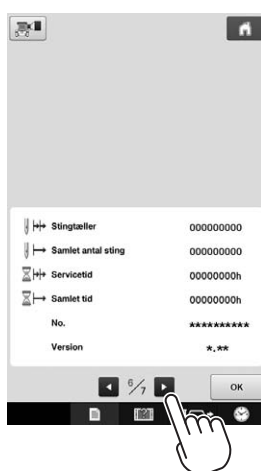 Stingtæller 000000000
Samlet antal sting 000000000
Servicetid 00000000h
Samlet tid 00000000h
No. **********
Version *.**
6/7
OK